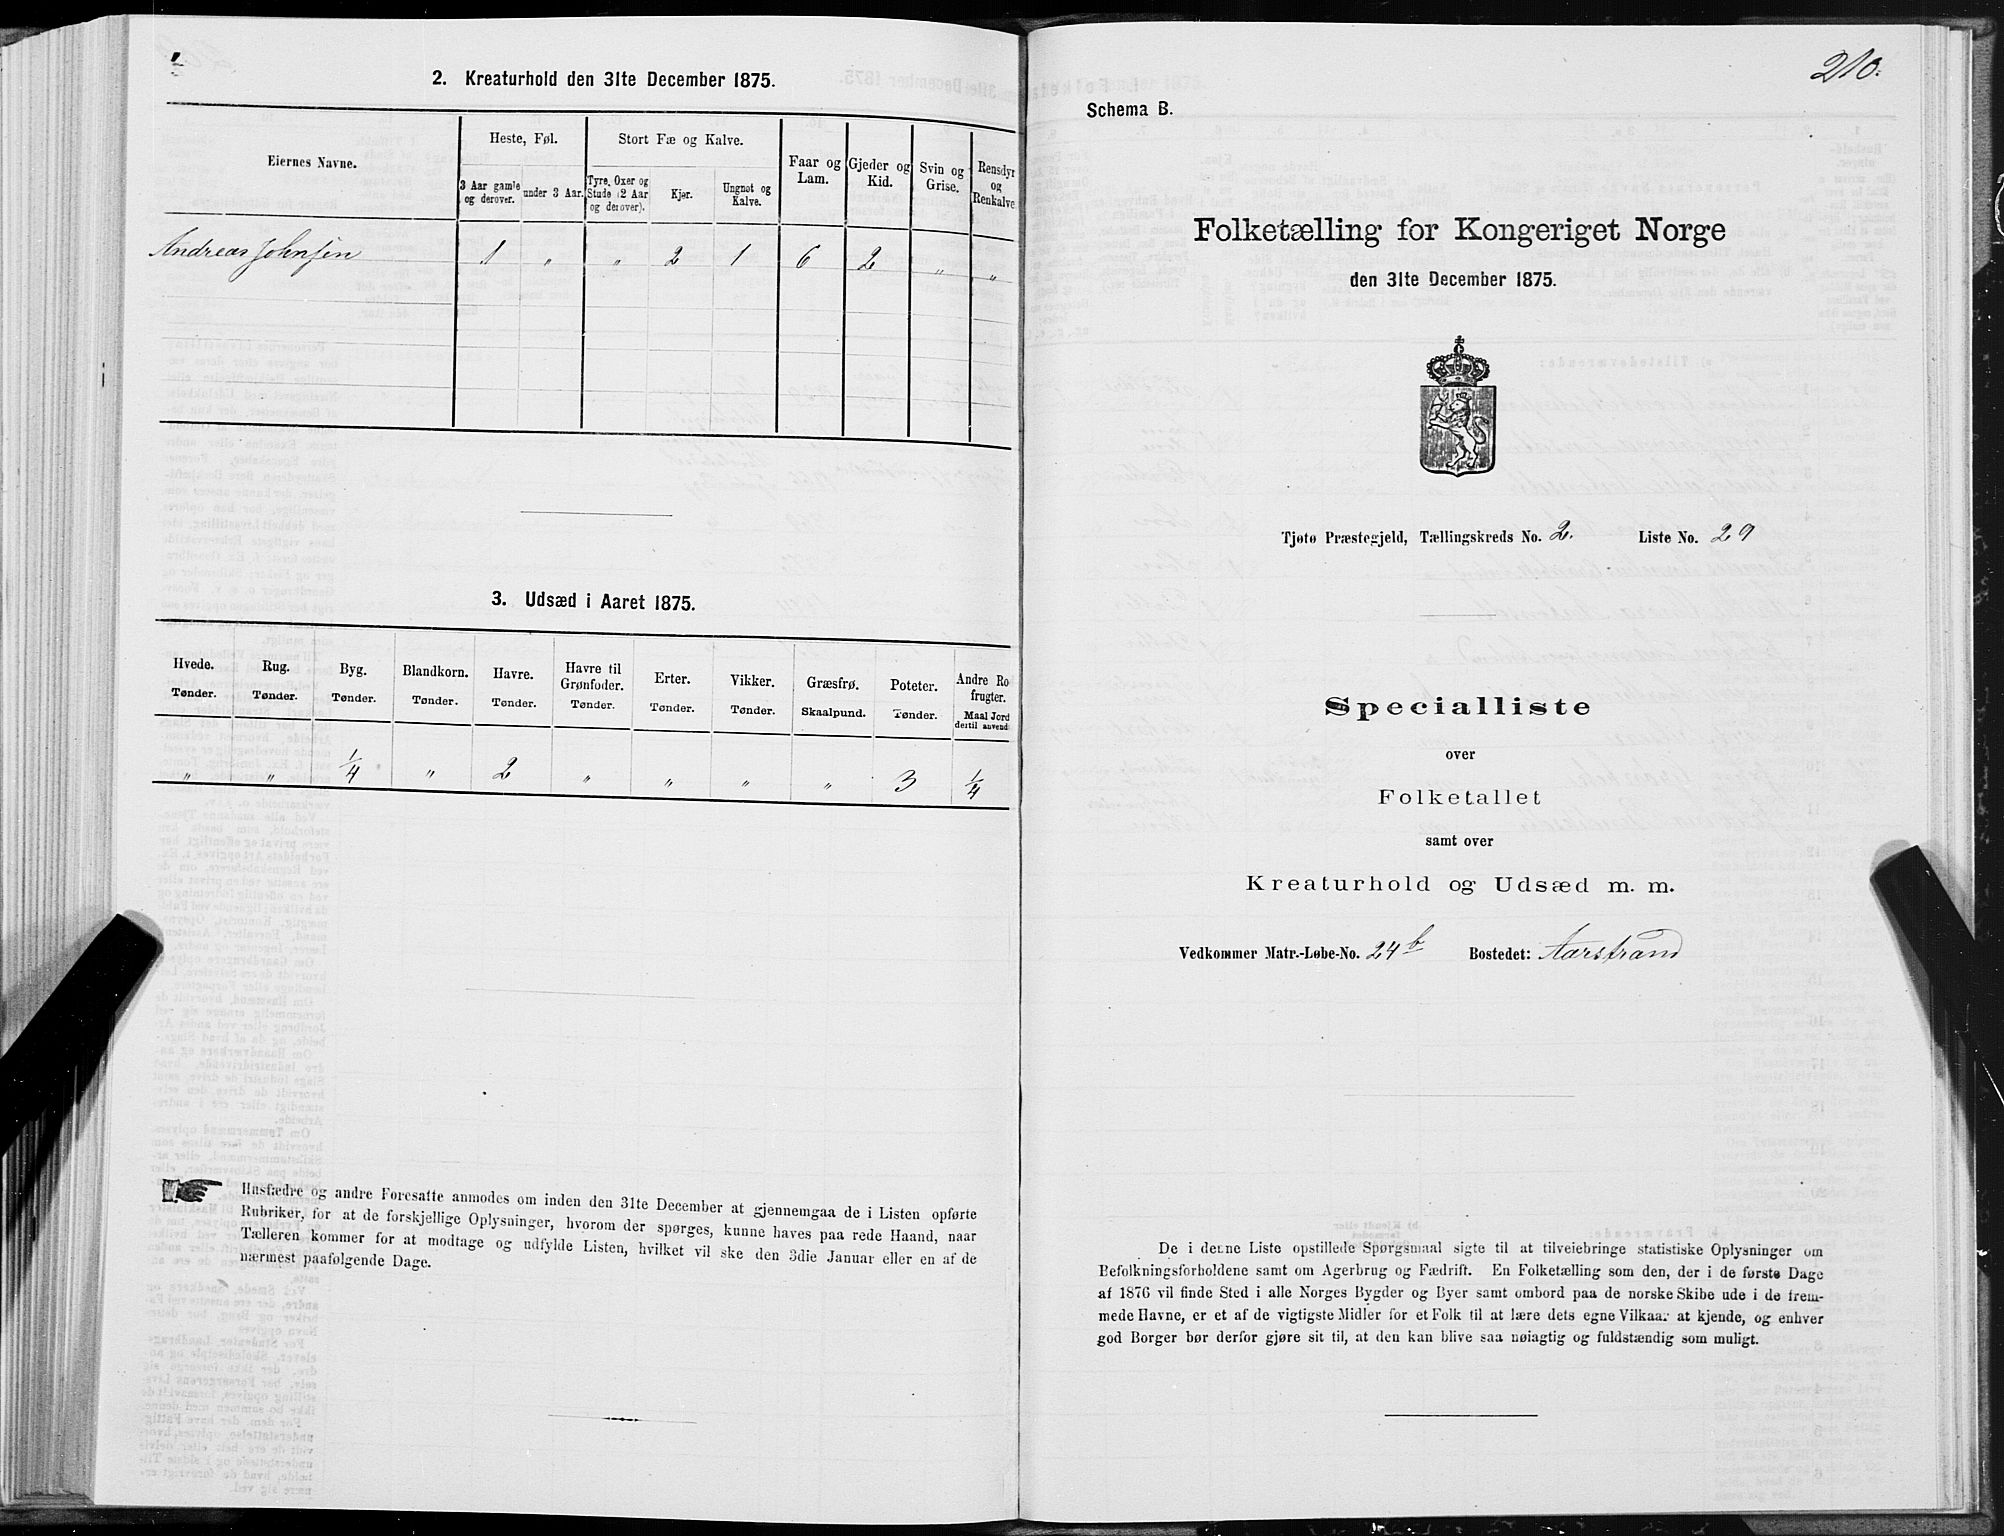 2. Kreaturhold den 31te December 1875.
Eiernes Navne.
Heste, Føl.
Stort Fæ og Kalve.
Faar og Lam.
Gjeder og Kid.
Svin og Grise.
Rensdyr og Renkalve.
3 Aar gamle og derover.
under 3 Aar.
Tyre, Oxer og Stude (2 Aar og derover).
Kjør.
Ungnøt og Kalve.
Andreas Johnsen 1 " " 2 1 6 2 " "
3. Udsæd i Aaret 1875.
Hvede. Rug. Byg. Blandkorn. Havre. Havre til Grønfoder. Erter. Vikker. Græsfrø. Poteter. Andre Ro frugter.
Tønder. Tønder. Tønder. Tønder. Tønder. Tønder. Tønder. Tønder. Skaalpund. Tønder. Maal Jord dertil anvend
" " 1/4 " 2 " " " " 3 1/4
Husfædre og andre Foresatte anmodes om inden den 31te December at gjennemgaa de i Listen opførte
Rubriker, for at de forskjellige Oplysninger, hvorom der spørges, kunne haves paa rede Haand, naar
Tælleren kommer for at modtage og udfylde Listen, hvilket vil ske den 3die Januar eller en af de
nærmest paafølgende Dage.
210.
Schema B.
Folketælling for Kongeriget Norge
den 31te December 1875.
Tjøtø Præstegjeld, Tællingskreds No. 2. Liste No. 29
Specialliste
over
Folketallet
samt over
Kreaturhold og Udsæd m. m.
Vedkommer Matr.-Løbe-No. 24b Bostedet: Aarstrand
De i denne Liste opstillede Spørgsmaal sigte til at tilveiebringe statistiske Oplysninger om
Befolkningsforholdene samt om Agerbrug og Fædrift. En Folketælling som den, der i de første Dage
af 1876 vil finde Sted i alle Norges Bygder og Byer samt ombord paa de norske Skibe ude i de frem-
mede Havne, er et af de vigtigste Midler for et Folk til at lære dets egne Vilkaar at kjende, og enhver
god Borger bør derfor gjøre sit til, at den kan blive saa nøiagtig og fuldstændig som muligt.